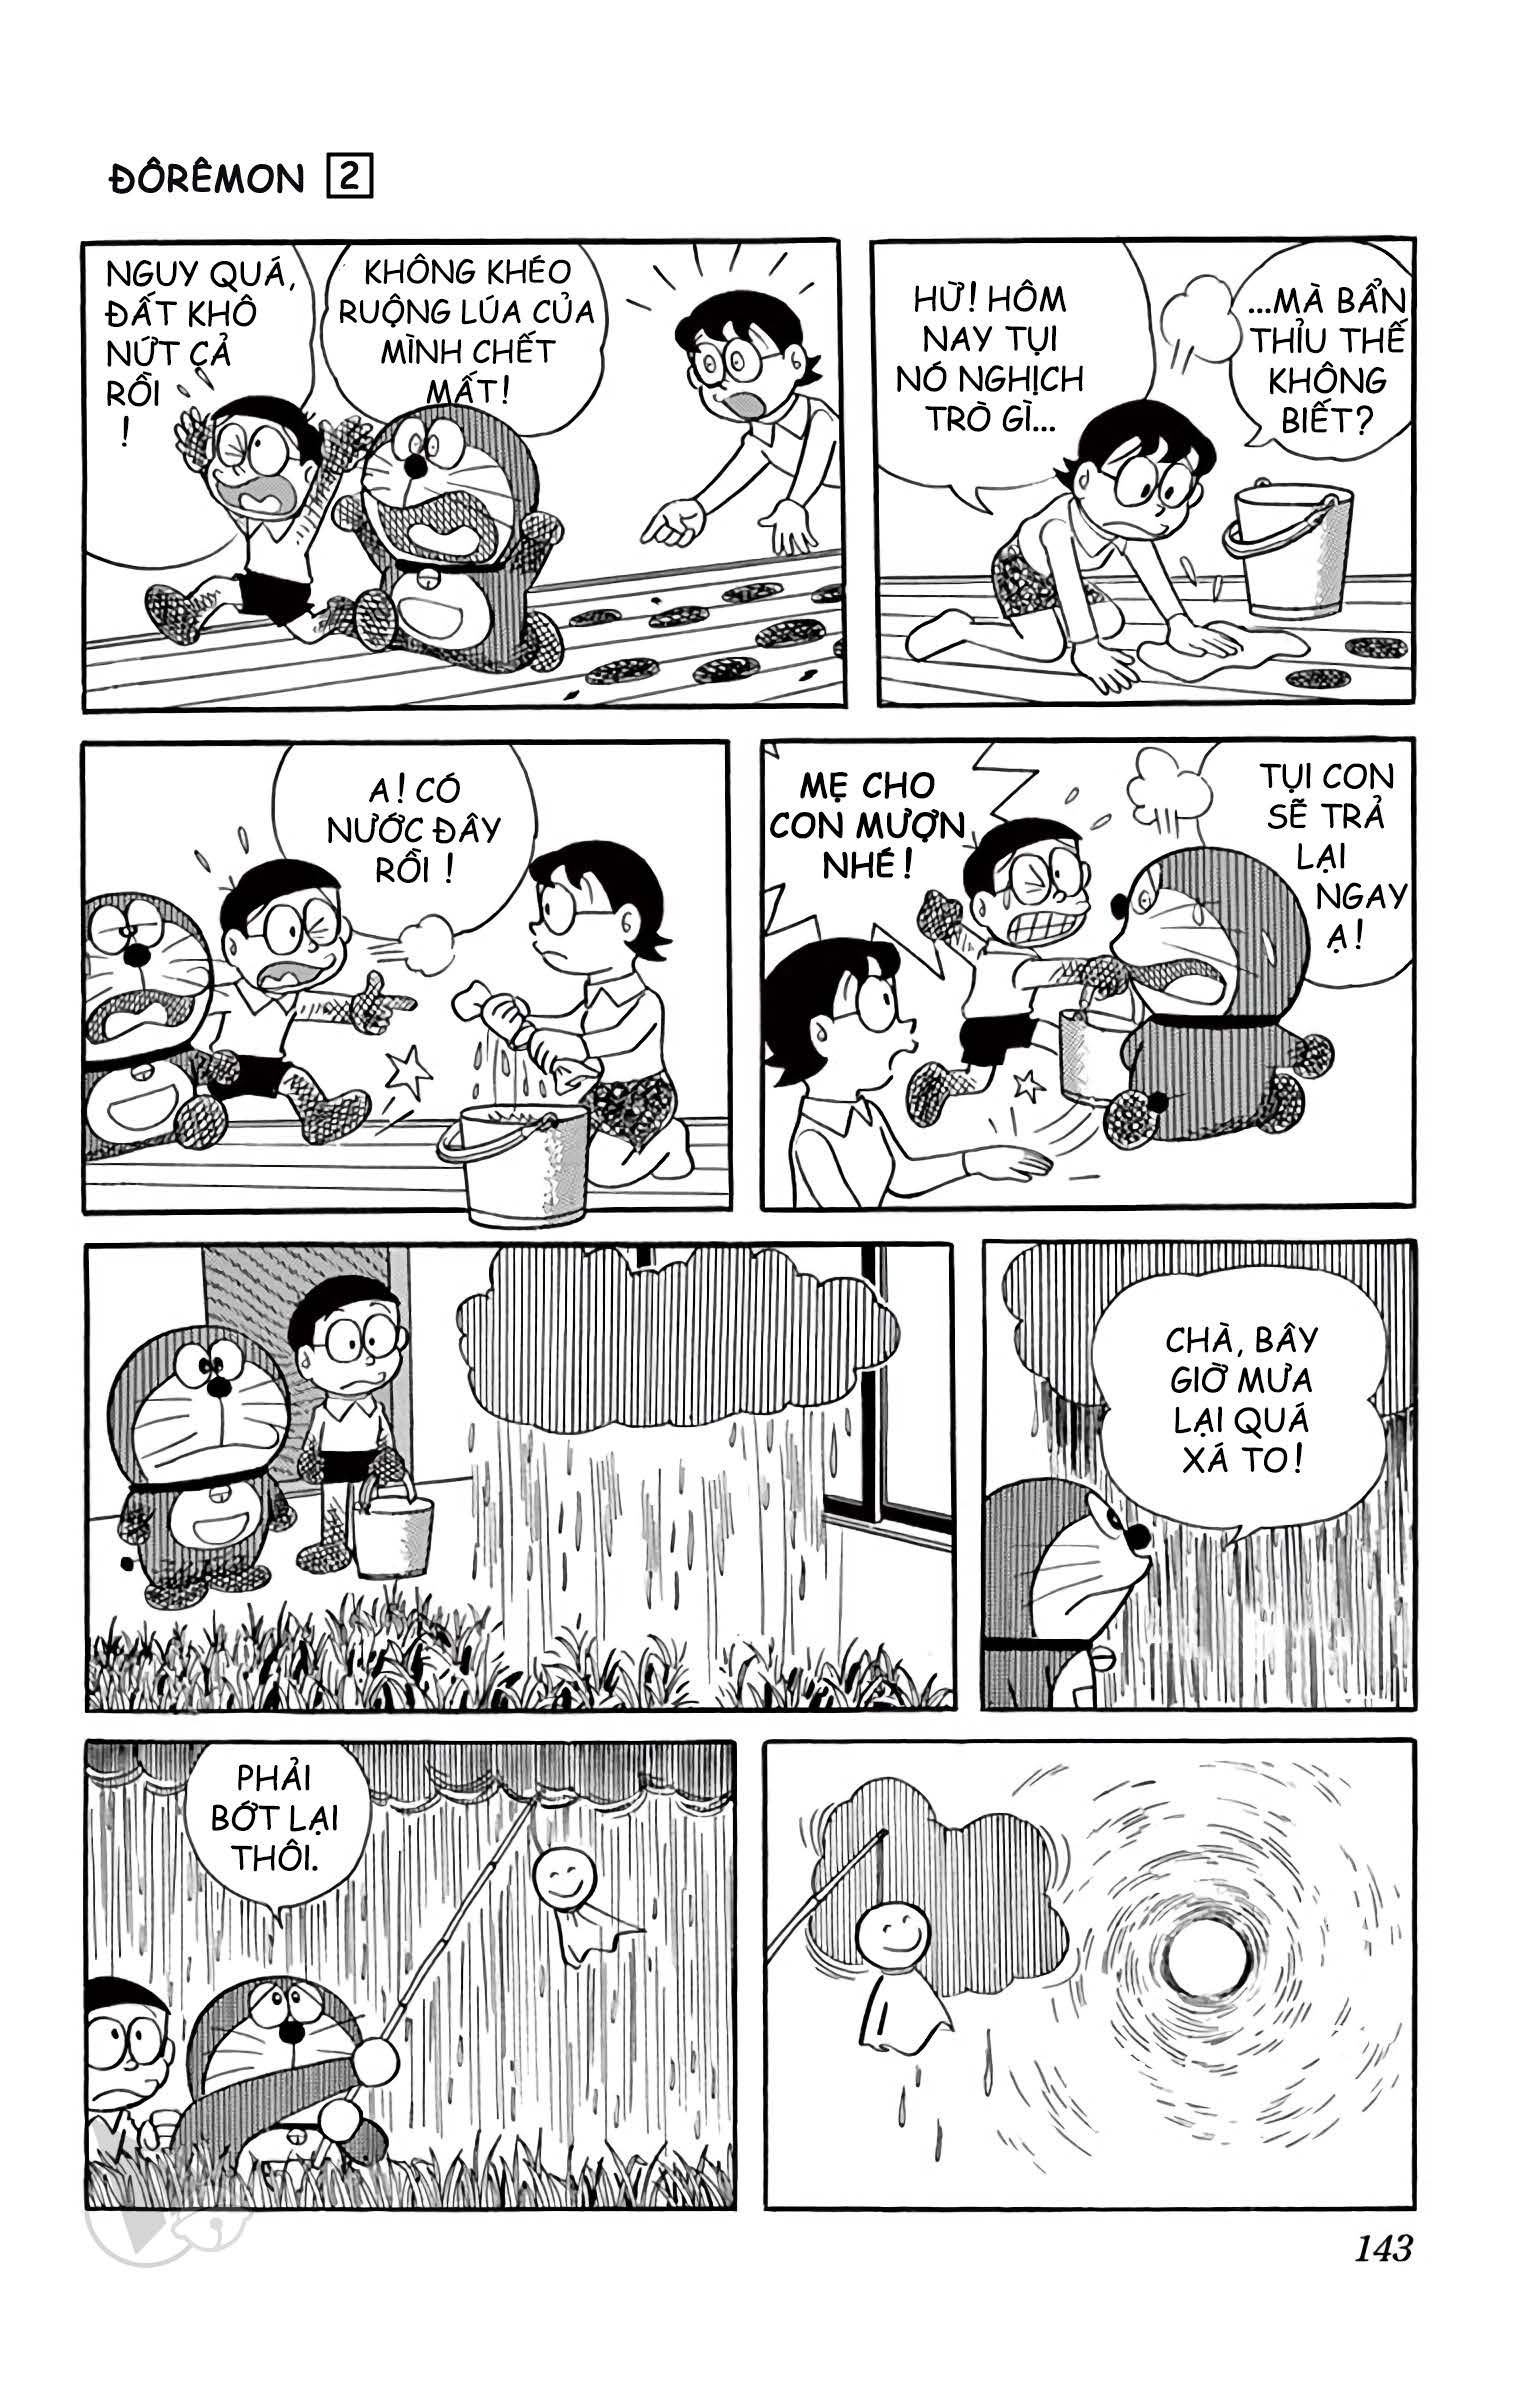 ĐÔRÊMON 2
NGUY QUÁ,
ĐẤT KHÔ
NỨT CẢ
RỒI
!
KHÔNG KHÉO
RUỘNG LÚA CỦA
MÌNH CHẾT
MẤT!
HỪ! HÔM
NAY TỤI
NÓ NGHỊCH
TRÒ GÌ...
...MÀ BẨN
THỈU THẾ
KHÔNG
BIẾT?
A! CÓ
NƯỚC ĐÂY
RỒI !
MẸ CHO
CON MƯỢN
NHÉ!
TỤI CON
SẼ TRẢ
LẠI
NGAY
Ạ!
CHÀ, BÂY
GIỜ MƯA
LẠI QUÁ
XÁ TO!
PHẢI
BỚT LẠI
THÔI.
143